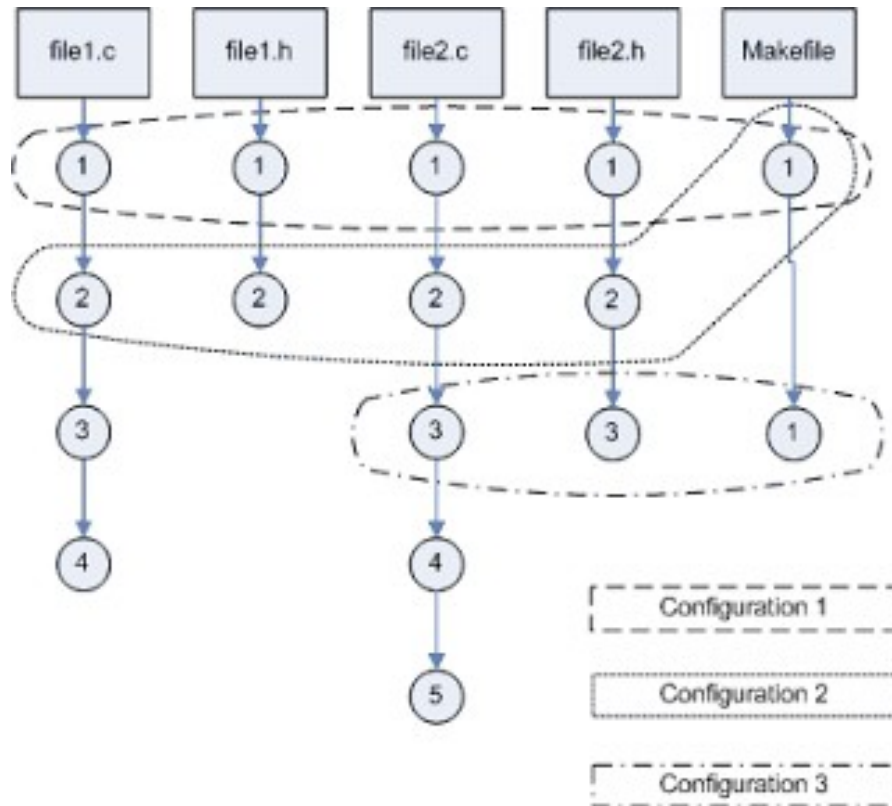 file1.c file1.h file2.c file2.h Makefile
1 1 1 1 1
2 2 2 2
3 3 3 1
4 4
5
Configuration 1
Configuration 2
Configuration 3